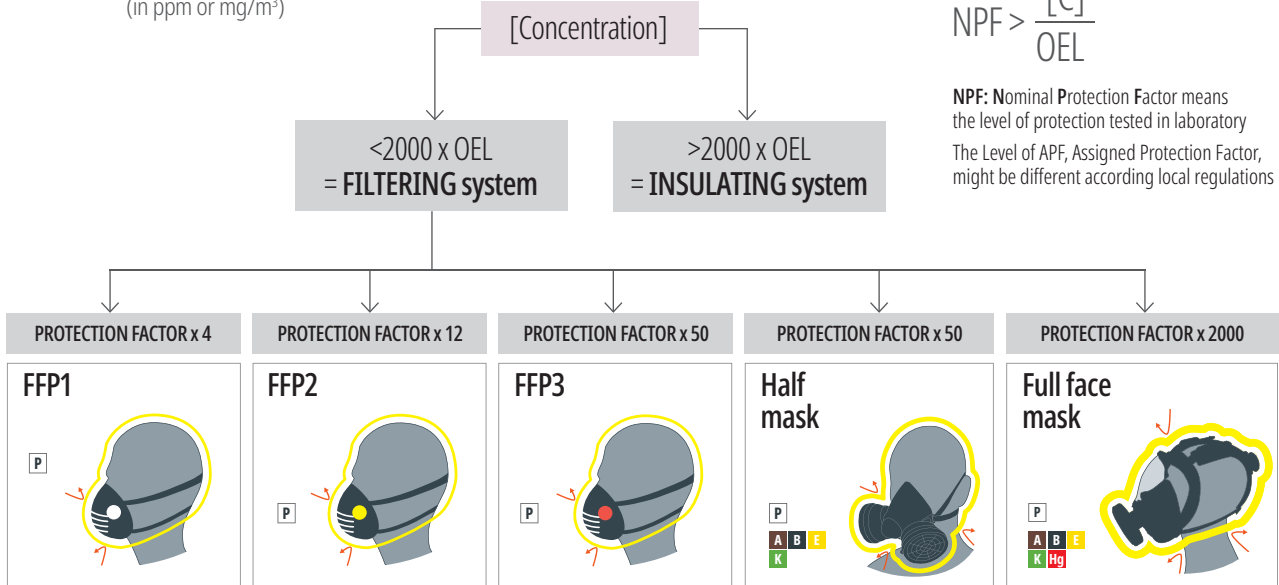 (in ppm or mg/m³)
[Concentration]
NPF > [C]
OEL
NPF: Nominal Protection Factor means
the level of protection tested in laboratory
The Level of APF, Assigned Protection Factor,
might be different according local regulations
<2000 x OEL
= FILTERING system
>2000 x OEL
= INSULATING system
PROTECTION FACTOR x 4
PROTECTION FACTOR x 12
PROTECTION FACTOR x 50
PROTECTION FACTOR x 50
PROTECTION FACTOR x 2000
FFP1
P
FFP2
P
FFP3
P
Half
mask
P
A B E
K
Full face
mask
P
A B E
K Hg